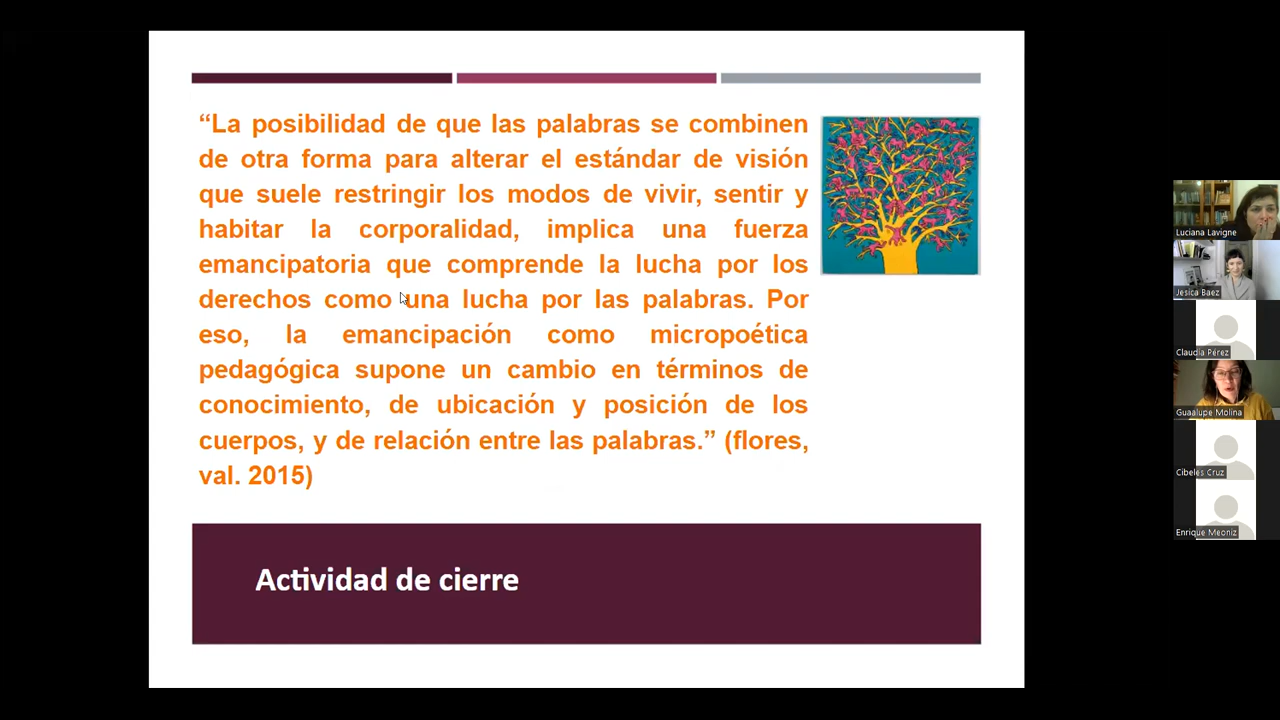 “La posibilidad de que las palabras se combinen
de otra forma para alterar el estándar de visión
que suele restringir los modos de vivir, sentir y
habitar la corporalidad, implica una fuerza
emancipatoria que comprende la lucha por los
derechos como una lucha por las palabras. Por
eso, la emancipación como micropoética
pedagógica supone un cambio en términos de
conocimiento, de ubicación y posición de los
cuerpos, y de relación entre las palabras.” (flores,
val. 2015)
Actividad de cierre
Luciana Lavigne
Jesica Baez
Claudia Pérez
Guadalupe Molina
Cibeles Cruz
Enrique Meoniz